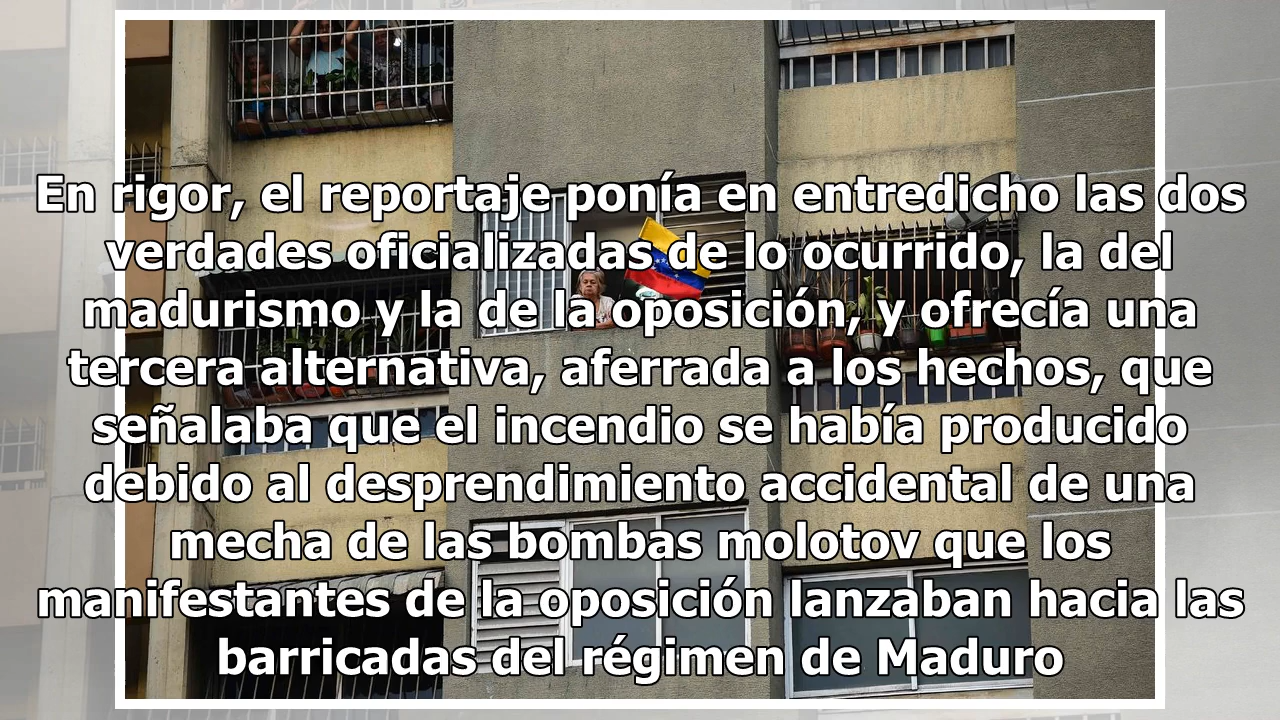 En rigor, el reportaje ponía en entredicho las dos
verdades oficializadas de lo ocurrido, la del
madurismo y la de la oposición, y ofrecía una
tercera alternativa, aferrada a los hechos, que
señalaba que el incendio se había producido
debido al desprendimiento accidental de una
mecha de las bombas molotov que los
manifestantes de la oposición lanzaban hacia las
barricadas del régimen de Maduro